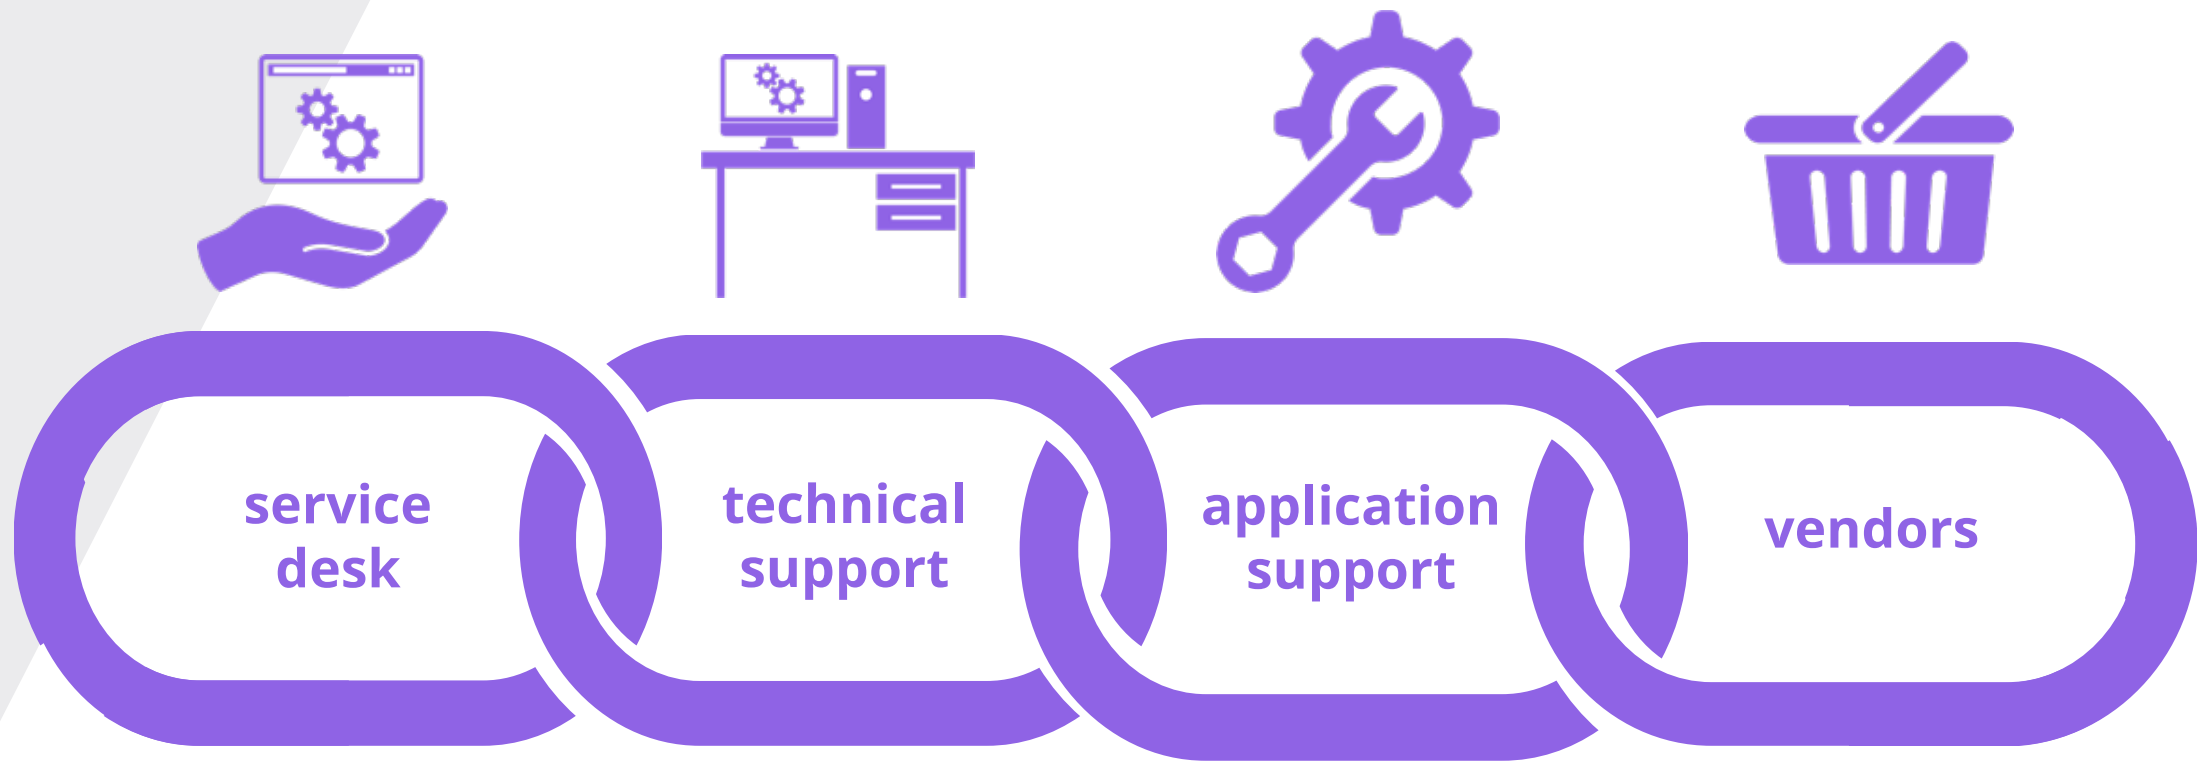 service
desk
technical
support
application
support
vendors